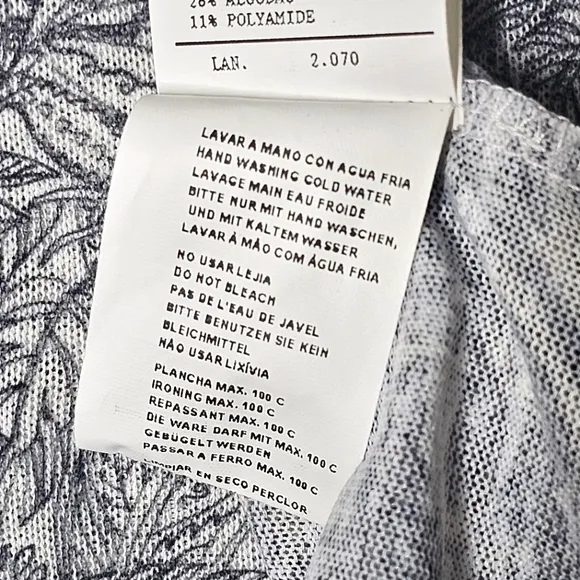 11% POLYAMIDE
LAN. 2.070
LAVAR A MANO CON AGUA FRIA
HAND WASHING COLD WATER
LAVAGE MAIN EAU FROIDE
BITTE NUR MIT HAND WASCHEN,
UND MIT KALTEM WASSER
LAVAR À MÃO COM ÁGUA FRIA
NO USAR LEJIA
DO NOT BLEACH
PAS DE L'EAU DE JAVEL
BITTE BENUTZEN SIE KEIN
BLEICHMITTEL
NÃO USAR LIXÍVIA
PLANCHA MAX. 100 C
IRONING MAX. 100 C
REPASSANT MAX. 100 C
DIE WARE DARF MIT MAX. 100 C
GEBÜGELT WERDEN
PASSAR A FERRO MAX. 100 C
EN SECO PERCLOR.